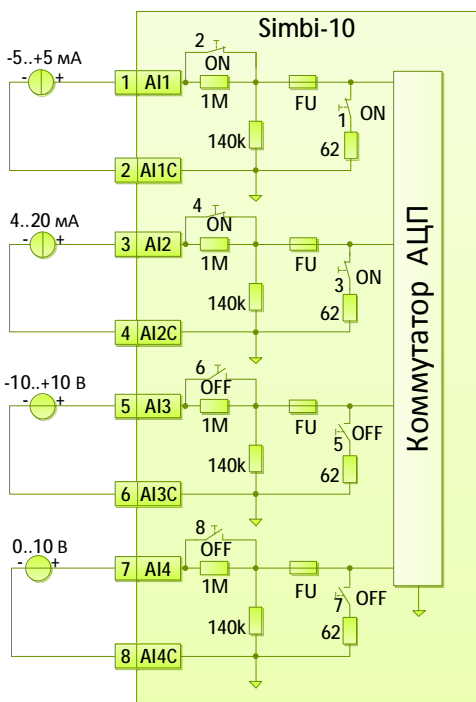 Simbi-10
-5..+5 мА
- +
1 AI1
2
ON
1M
FU
140k
1 ON
62
2 AI1C
4..20 мА
- +
3 AI2
4
ON
1M
FU
140k
3 ON
62
4 AI2C
-10..+10 В
- +
5 AI3
6
OFF
1M
FU
140k
5 OFF
62
6 AI3C
0..10 В
- +
7 AI4
8
OFF
1M
FU
140k
7 OFF
62
8 AI4C
Коммутатор АЦП